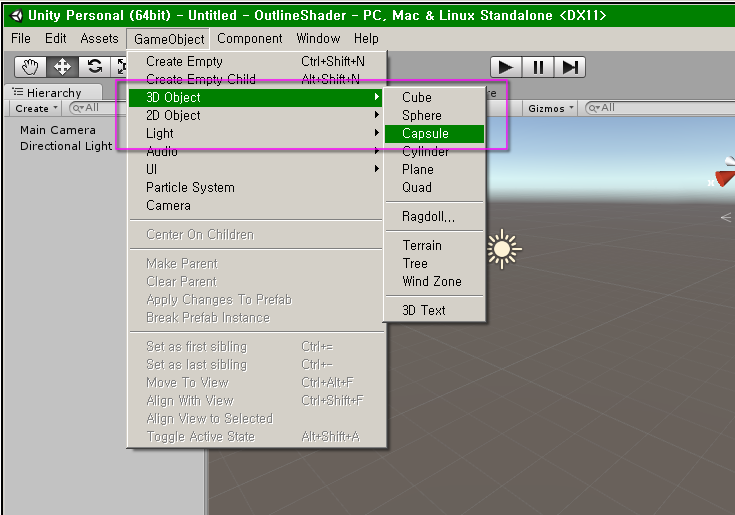 Unity Personal (64bit) - Untitled - OutlineShader - PC, Mac & Linux Standalone <DX11>
File Edit Assets GameObject Component Window Help
Create Empty Ctrl+Shift+N
Create Empty Child Alt+Shift+N
3D Object
2D Object
Light
Audio
UI
Particle System
Camera
Center On Children
Make Parent
Clear Parent
Apply Changes To Prefab
Break Prefab Instance
Set as first sibling Ctrl+=
Set as last sibling Ctrl+-
Move To View Ctrl+Alt+F
Align With View Ctrl+Shift+F
Align View to Selected
Toggle Active State Alt+Shift+A
Cube
Sphere
Capsule
Cylinder
Plane
Quad
Ragdoll...
Terrain
Tree
Wind Zone
3D Text
Hierarchy
Create All
Main Camera
Directional Light
Gizmos All
x